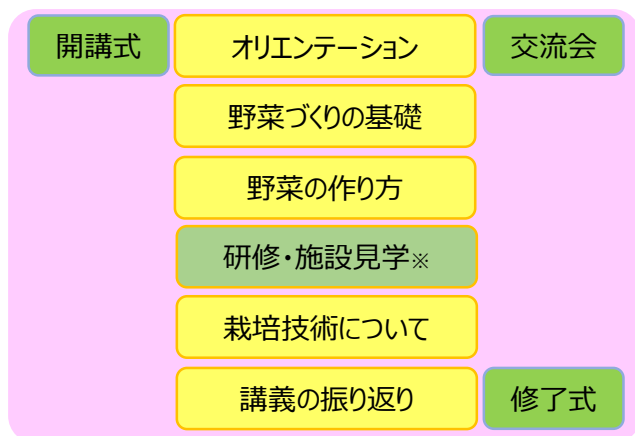 開講式 オリエンテーション 交流会
野菜づくりの基礎
野菜の作り方
研修・施設見学※
栽培技術について
講義の振り返り 修了式